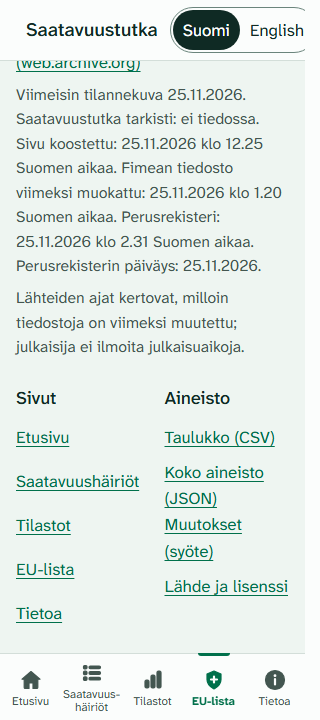 Saatavuustutka
Suomi
English
(web.archive.org)
Viimeisin tilannekuva 25.11.2026.
Saatavuustutka tarkisti: ei tiedossa.
Sivu koostettu: 25.11.2026 klo 12.25
Suomen aikaa. Fimean tiedosto
viimeksi muokattu: 25.11.2026 klo 1.20
Suomen aikaa. Perusrekisteri:
25.11.2026 klo 2.31 Suomen aikaa.
Perusrekisterin päiväys: 25.11.2026.
Lähteiden ajat kertovat, milloin
tiedostoja on viimeksi muutettu;
julkaisija ei ilmoita julkaisuaikoja.
Sivut
Etusivu
Saatavuushäiriöt
Tilastot
EU-lista
Tietoa
Aineisto
Taulukko (CSV)
Koko aineisto
(JSON)
Muutokset
(syöte)
Lähde ja lisenssi
Etusivu
Saatavuus-
häiriöt
Tilastot
EU-lista
Tietoa